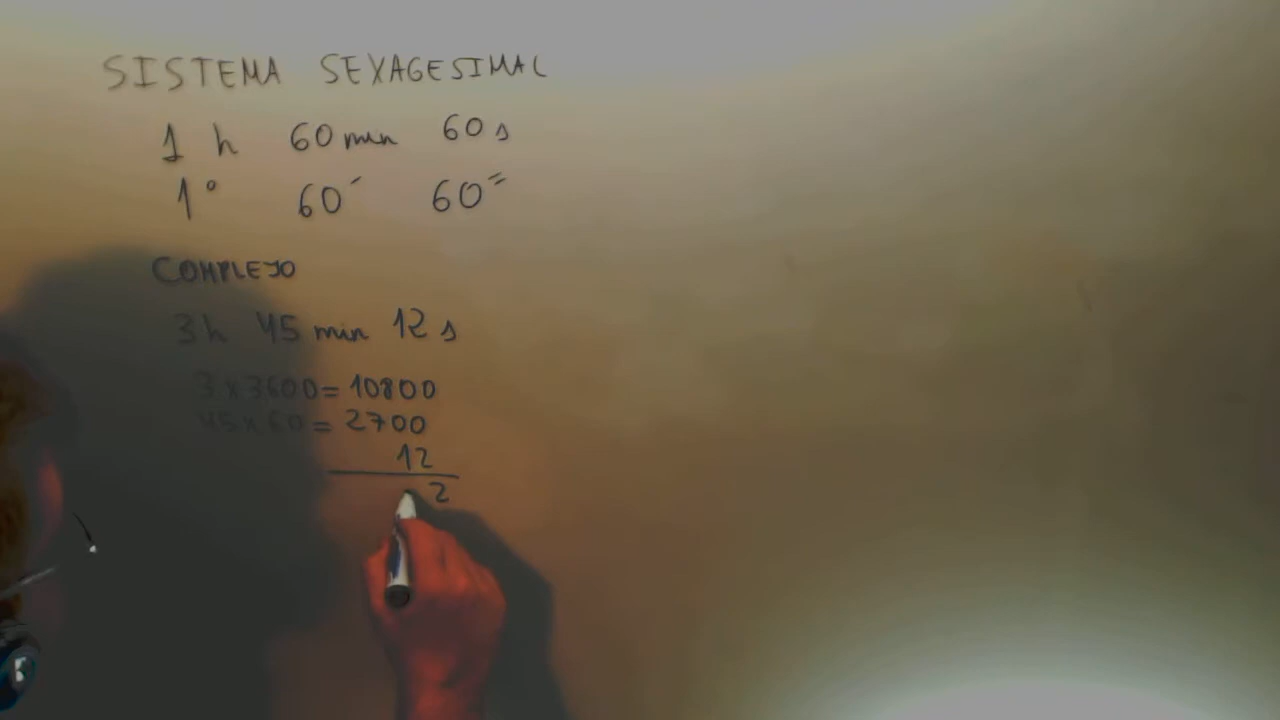 SISTEMA SEXAGESIMAL
1 h 60 min 60 s
1° 60´ 60˝
COMPLEJO
3 h 45 min 12 s
3 x 3600 = 10800
45 x 60 = 2700
12
2